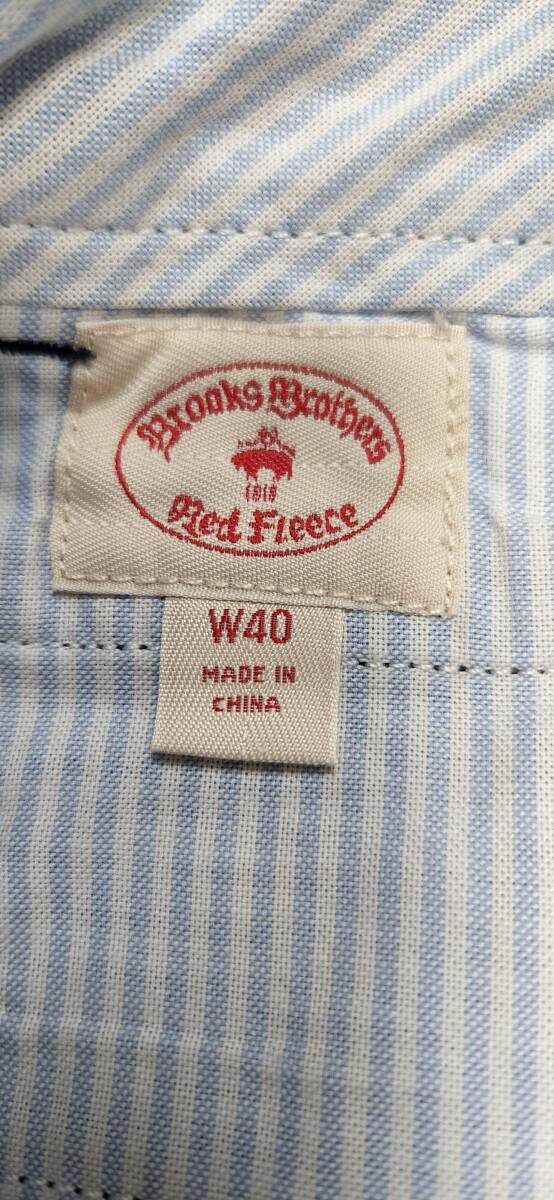 Brooks Brothers
1818
Red Fleece
W40
MADE IN
CHINA